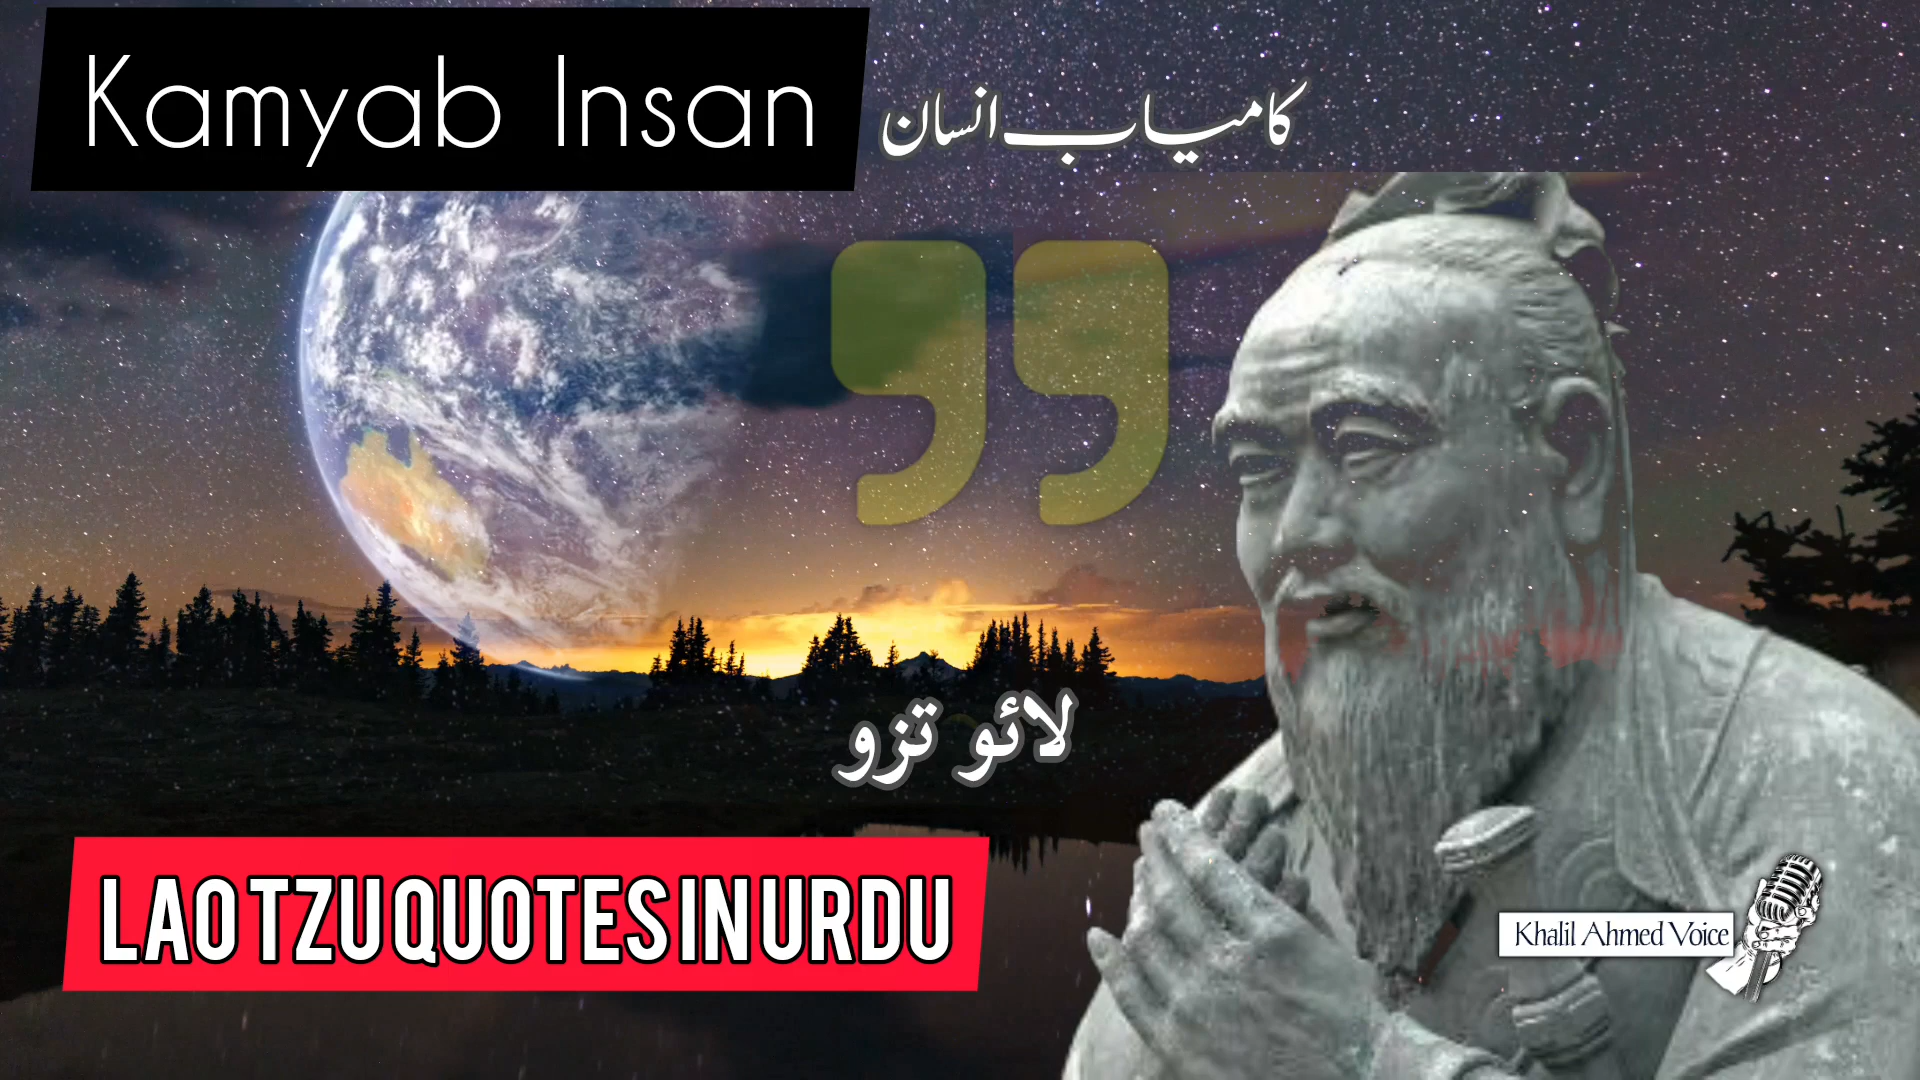 Kamyab Insan
کامیاب انسان
لائو تزو
LAO TZU QUOTES IN URDU
Khalil Ahmed Voice